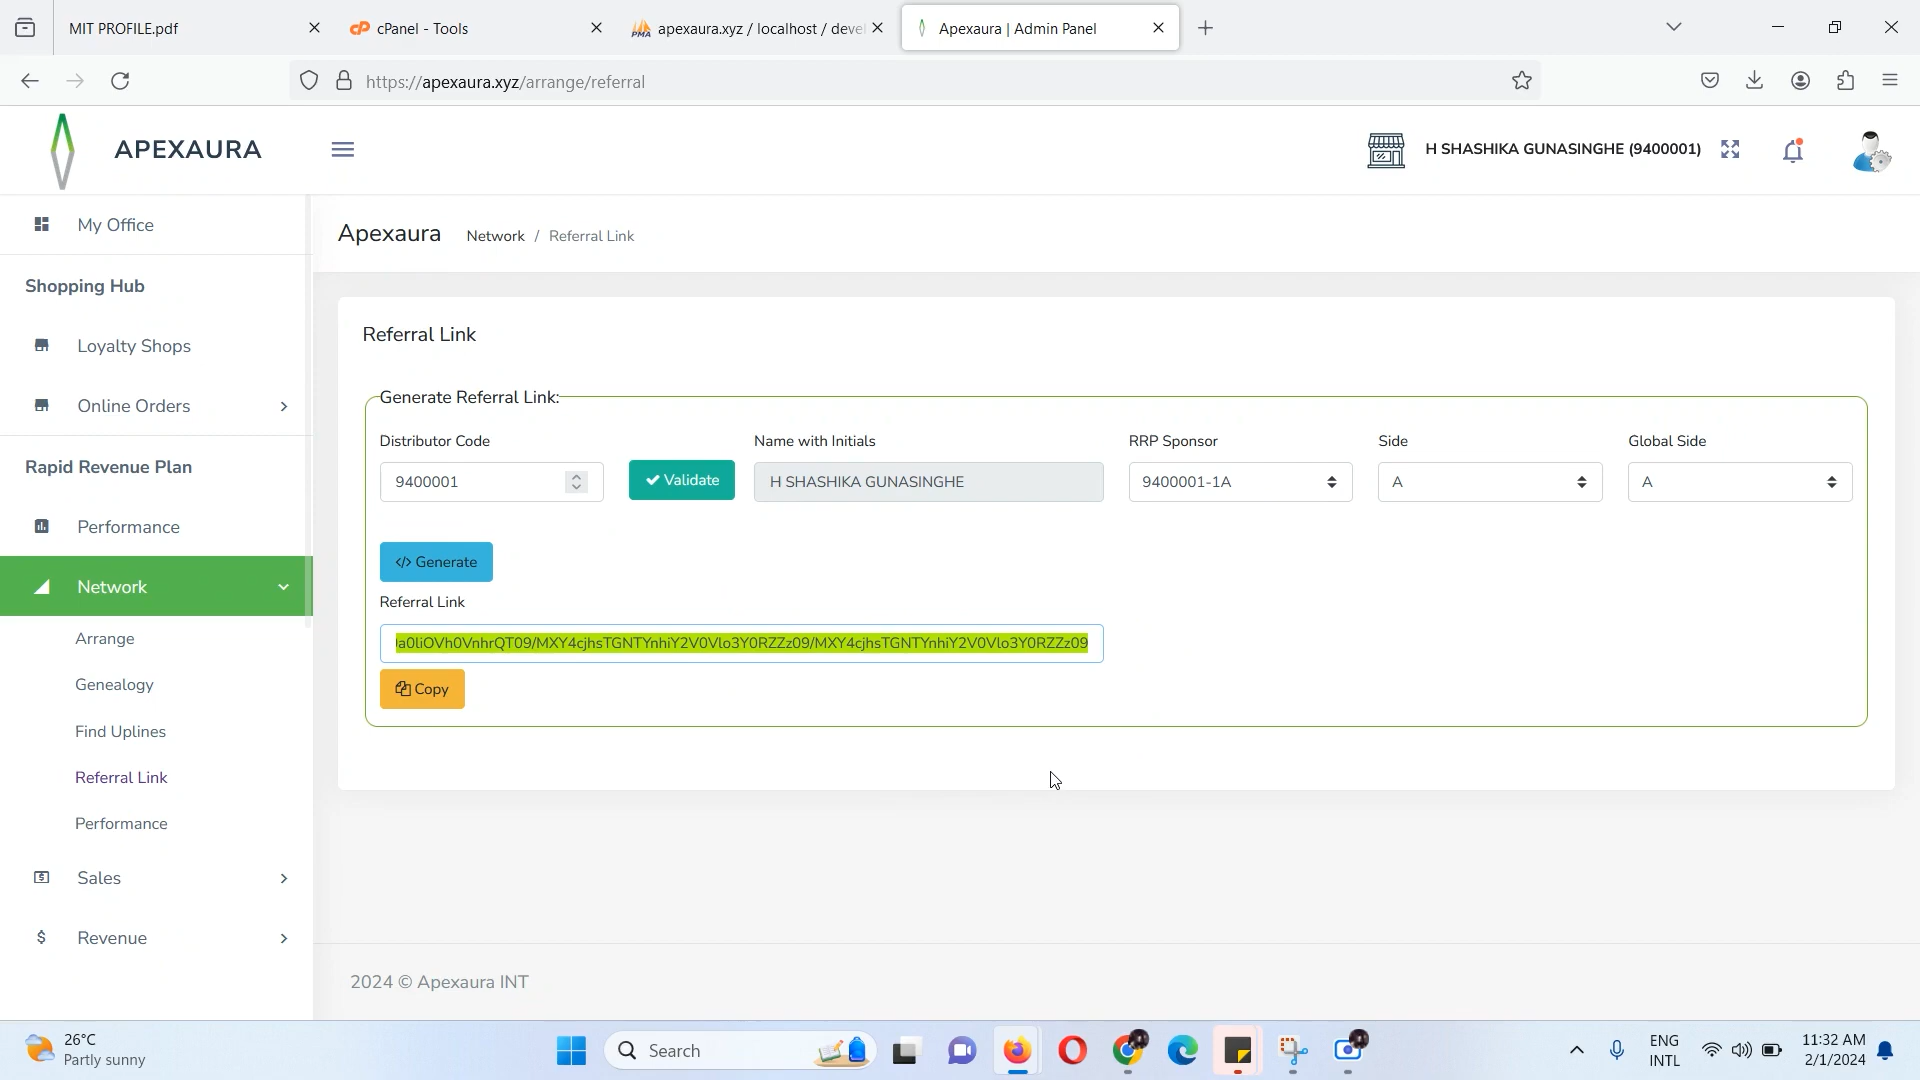 MIT PROFILE.pdf
cPanel - Tools
apexaura.xyz / localhost / devel
Apexaura | Admin Panel
https://apexaura.xyz/arrange/referral
APEXAURA
H SHASHIKA GUNASINGHE (9400001)
My Office
Apexaura
Network / Referral Link
Shopping Hub
Loyalty Shops
Online Orders
Rapid Revenue Plan
Performance
Network
Arrange
Genealogy
Find Uplines
Referral Link
Performance
Sales
Revenue
Referral Link
Generate Referral Link:
Distributor Code
Name with Initials
RRP Sponsor
Side
Global Side
9400001
Validate
H SHASHIKA GUNASINGHE
9400001-1A
A
A
</> Generate
Referral Link
a0liOVh0VnhrQT09/MXY4cjhsTGNTYnhiY2V0Vlo3Y0RZZz09/MXY4cjhsTGNTYnhiY2V0Vlo3Y0RZZz09
Copy
2024 © Apexaura INT
26°C
Partly sunny
Search
ENG
INTL
11:32 AM
2/1/2024